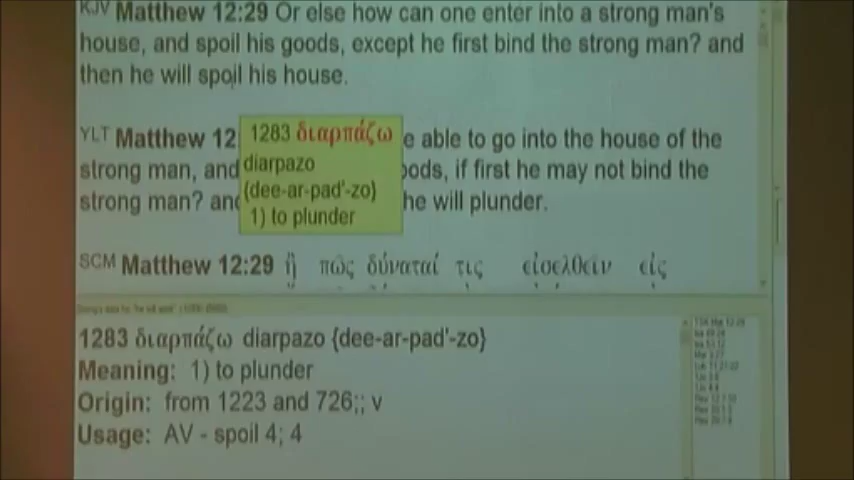 KJV Matthew 12:29 Or else how can one enter into a strong man's
house, and spoil his goods, except he first bind the strong man? and
then he will spoil his house.
YLT Matthew 12 e able to go into the house of the
strong man, and ods, if first he may not bind the
strong man? and he will plunder.
1283 διαρπάζω
diarpazo
{dee-ar-pad'-zo}
1) to plunder
SCM Matthew 12:29 ἢ πῶς δύναταί τις εἰσελθεῖν εἰς
1283 διαρπάζω diarpazo {dee-ar-pad'-zo}
Meaning: 1) to plunder
Origin: from 1223 and 726;; v
Usage: AV - spoil 4; 4